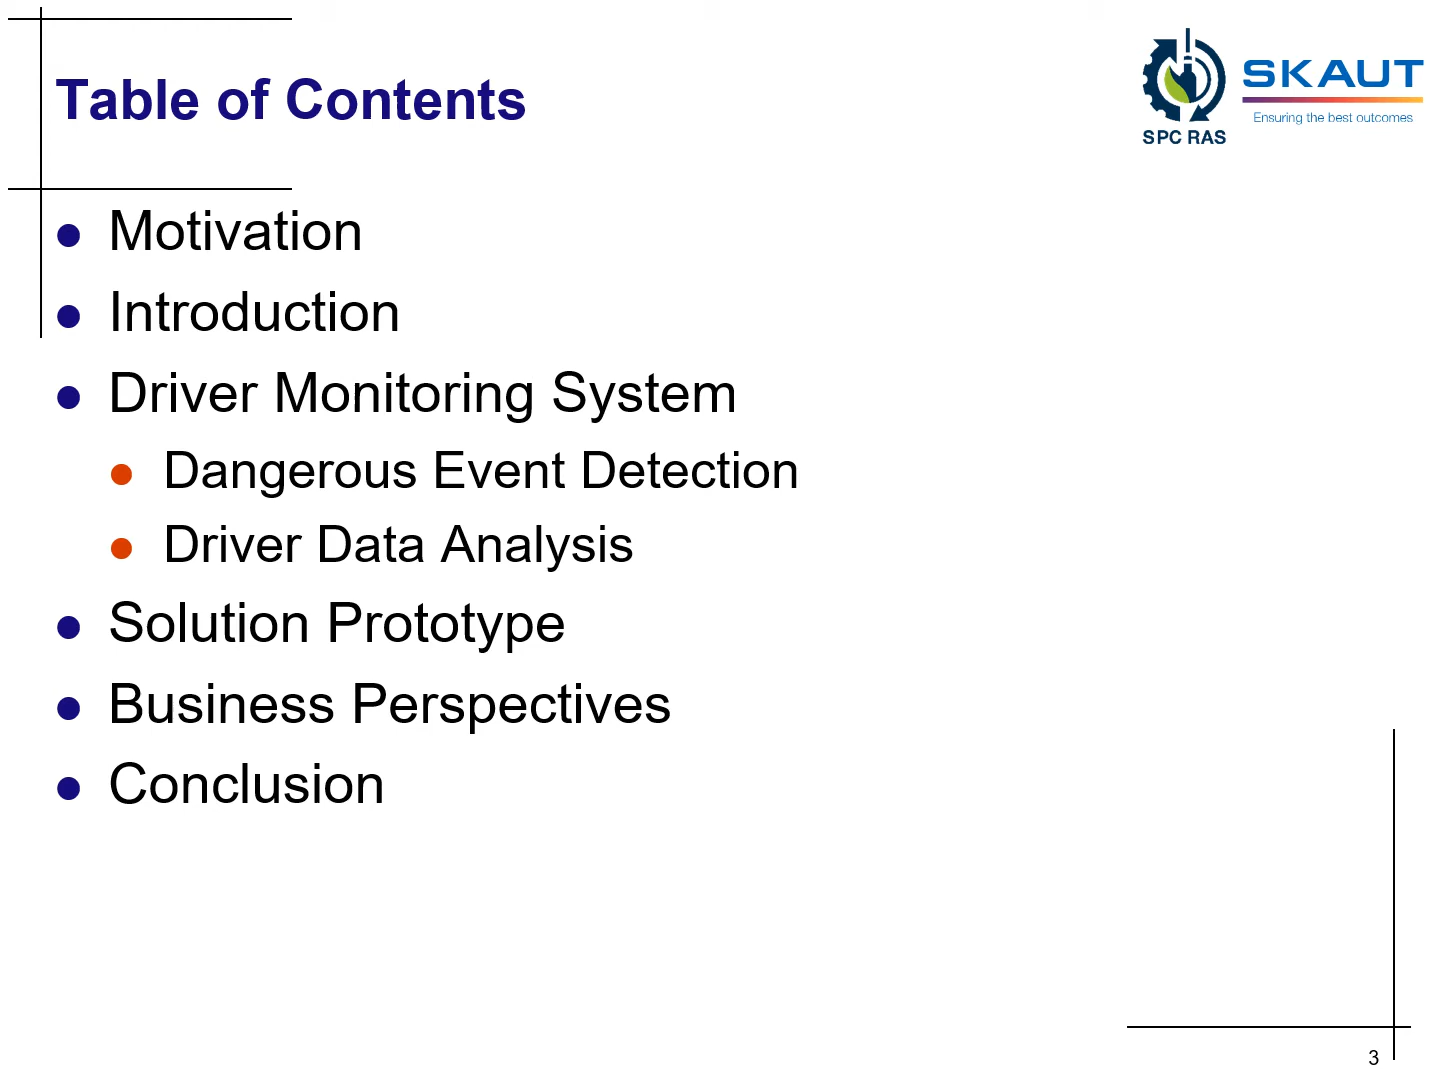 Table of Contents
SPC RAS
SKAUT
Ensuring the best outcomes
Motivation
Introduction
Driver Monitoring System
Dangerous Event Detection
Driver Data Analysis
Solution Prototype
Business Perspectives
Conclusion
3